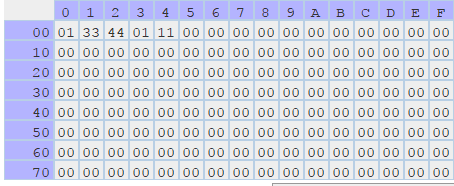 0 1 2 3 4 5 6 7 8 9 A B C D E F
00 01 33 44 01 11 00 00 00 00 00 00 00 00 00 00 00
10 00 00 00 00 00 00 00 00 00 00 00 00 00 00 00 00
20 00 00 00 00 00 00 00 00 00 00 00 00 00 00 00 00
30 00 00 00 00 00 00 00 00 00 00 00 00 00 00 00 00
40 00 00 00 00 00 00 00 00 00 00 00 00 00 00 00 00
50 00 00 00 00 00 00 00 00 00 00 00 00 00 00 00 00
60 00 00 00 00 00 00 00 00 00 00 00 00 00 00 00 00
70 00 00 00 00 00 00 00 00 00 00 00 00 00 00 00 00